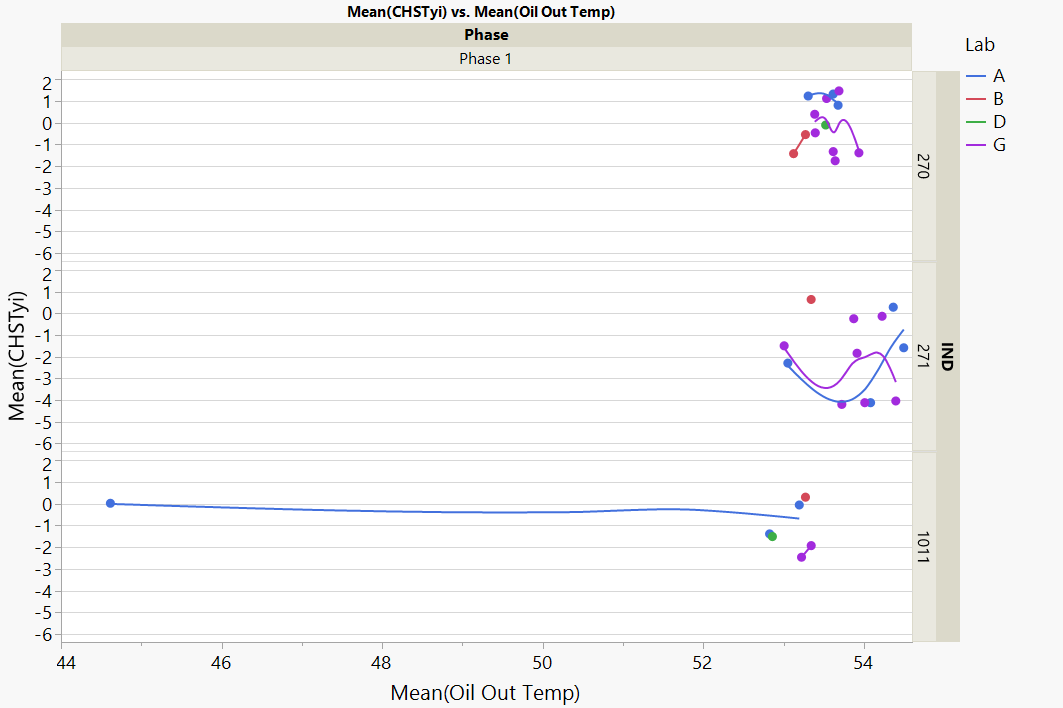 Mean(CHSTyi) vs. Mean(Oil Out Temp)
Phase
Phase 1
Lab
A
B
D
G
Mean(CHSTyi)
2
1
0
-1
-2
-3
-4
-5
-6
270
2
1
0
-1
-2
-3
-4
-5
-6
271
IND
2
1
0
-1
-2
-3
-4
-5
-6
1011
44 46 48 50 52 54
Mean(Oil Out Temp)